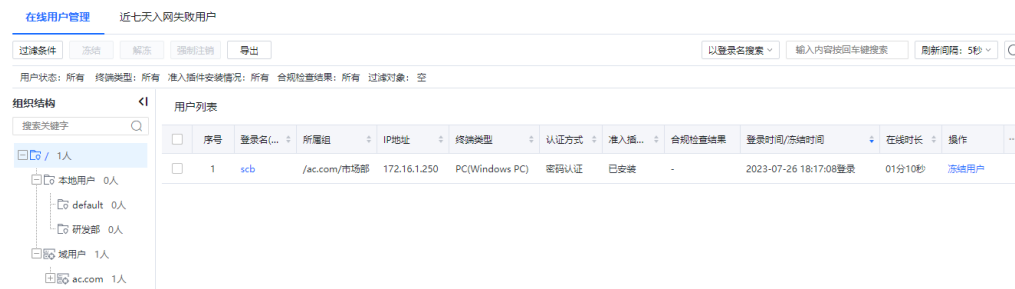 在线用户管理 近七天入网失败用户
过滤条件 冻结 解冻 强制注销 导出 以登录名搜索 输入内容按回车键搜索 刷新间隔：5秒
用户状态：所有 终端类型：所有 准入插件安装情况：所有 合规检查结果：所有 过滤对象：空
组织结构
搜索关键字
/ 1人
本地用户 0人
default 0人
研发部 0人
域用户 1人
ac.com 1人
用户列表
序号 登录名(... 所属组 IP地址 终端类型 认证方式 准入插... 合规检查结果 登录时间/冻结时间 在线时长 操作
1 scb /ac.com/市场部 172.16.1.250 PC(Windows PC) 密码认证 已安装 - 2023-07-26 18:17:08登录 01分10秒 冻结用户